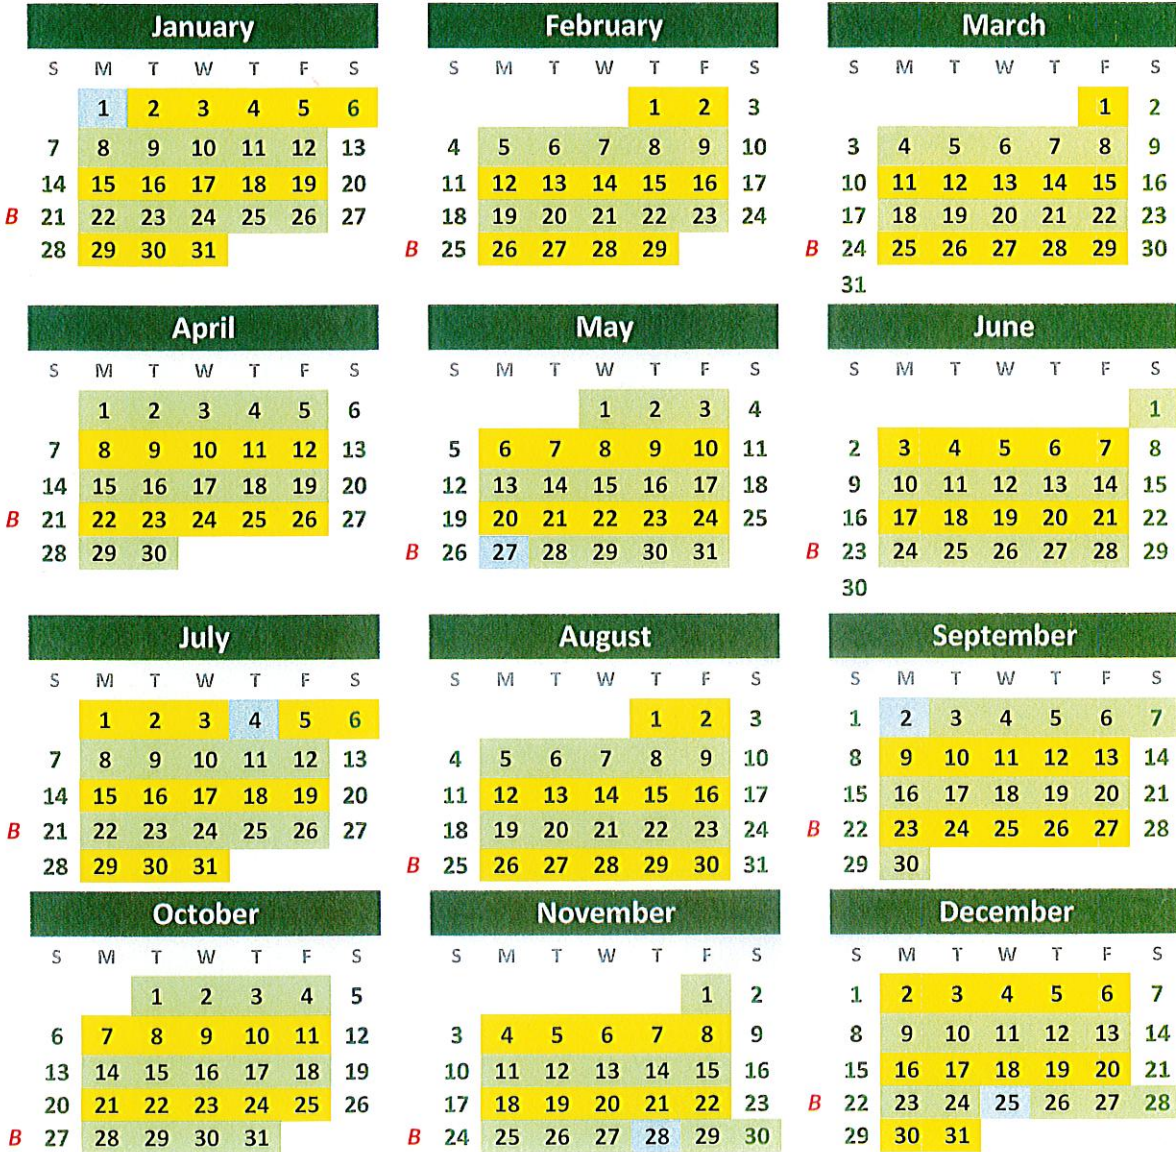 January February March
S M T W T F S S M T W T F S S M T W T F S
1 2 3 4 5 6 1 2 3 1 2
7 8 9 10 11 12 13 4 5 6 7 8 9 10 3 4 5 6 7 8 9
14 15 16 17 18 19 20 11 12 13 14 15 16 17 10 11 12 13 14 15 16
B 21 22 23 24 25 26 27 18 19 20 21 22 23 24 17 18 19 20 21 22 23
28 29 30 31 B 25 26 27 28 29 B 24 25 26 27 28 29 30
31
April May June
S M T W T F S S M T W T F S S M T W T F S
1 2 3 4 5 6 1 2 3 4 1
7 8 9 10 11 12 13 5 6 7 8 9 10 11 2 3 4 5 6 7 8
14 15 16 17 18 19 20 12 13 14 15 16 17 18 9 10 11 12 13 14 15
B 21 22 23 24 25 26 27 19 20 21 22 23 24 25 16 17 18 19 20 21 22
28 29 30 B 26 27 28 29 30 31 B 23 24 25 26 27 28 29
30
July August September
S M T W T F S S M T W T F S S M T W T F S
1 2 3 4 5 6 1 2 3 1 2 3 4 5 6 7
7 8 9 10 11 12 13 4 5 6 7 8 9 10 8 9 10 11 12 13 14
14 15 16 17 18 19 20 11 12 13 14 15 16 17 15 16 17 18 19 20 21
B 21 22 23 24 25 26 27 18 19 20 21 22 23 24 B 22 23 24 25 26 27 28
28 29 30 31 B 25 26 27 28 29 30 31 29 30
October November December
S M T W T F S S M T W T F S S M T W T F S
1 2 3 4 5 1 2 1 2 3 4 5 6 7
6 7 8 9 10 11 12 3 4 5 6 7 8 9 8 9 10 11 12 13 14
13 14 15 16 17 18 19 10 11 12 13 14 15 16 15 16 17 18 19 20 21
20 21 22 23 24 25 26 17 18 19 20 21 22 23 B 22 23 24 25 26 27 28
B 27 28 29 30 31 B 24 25 26 27 28 29 30 29 30 31